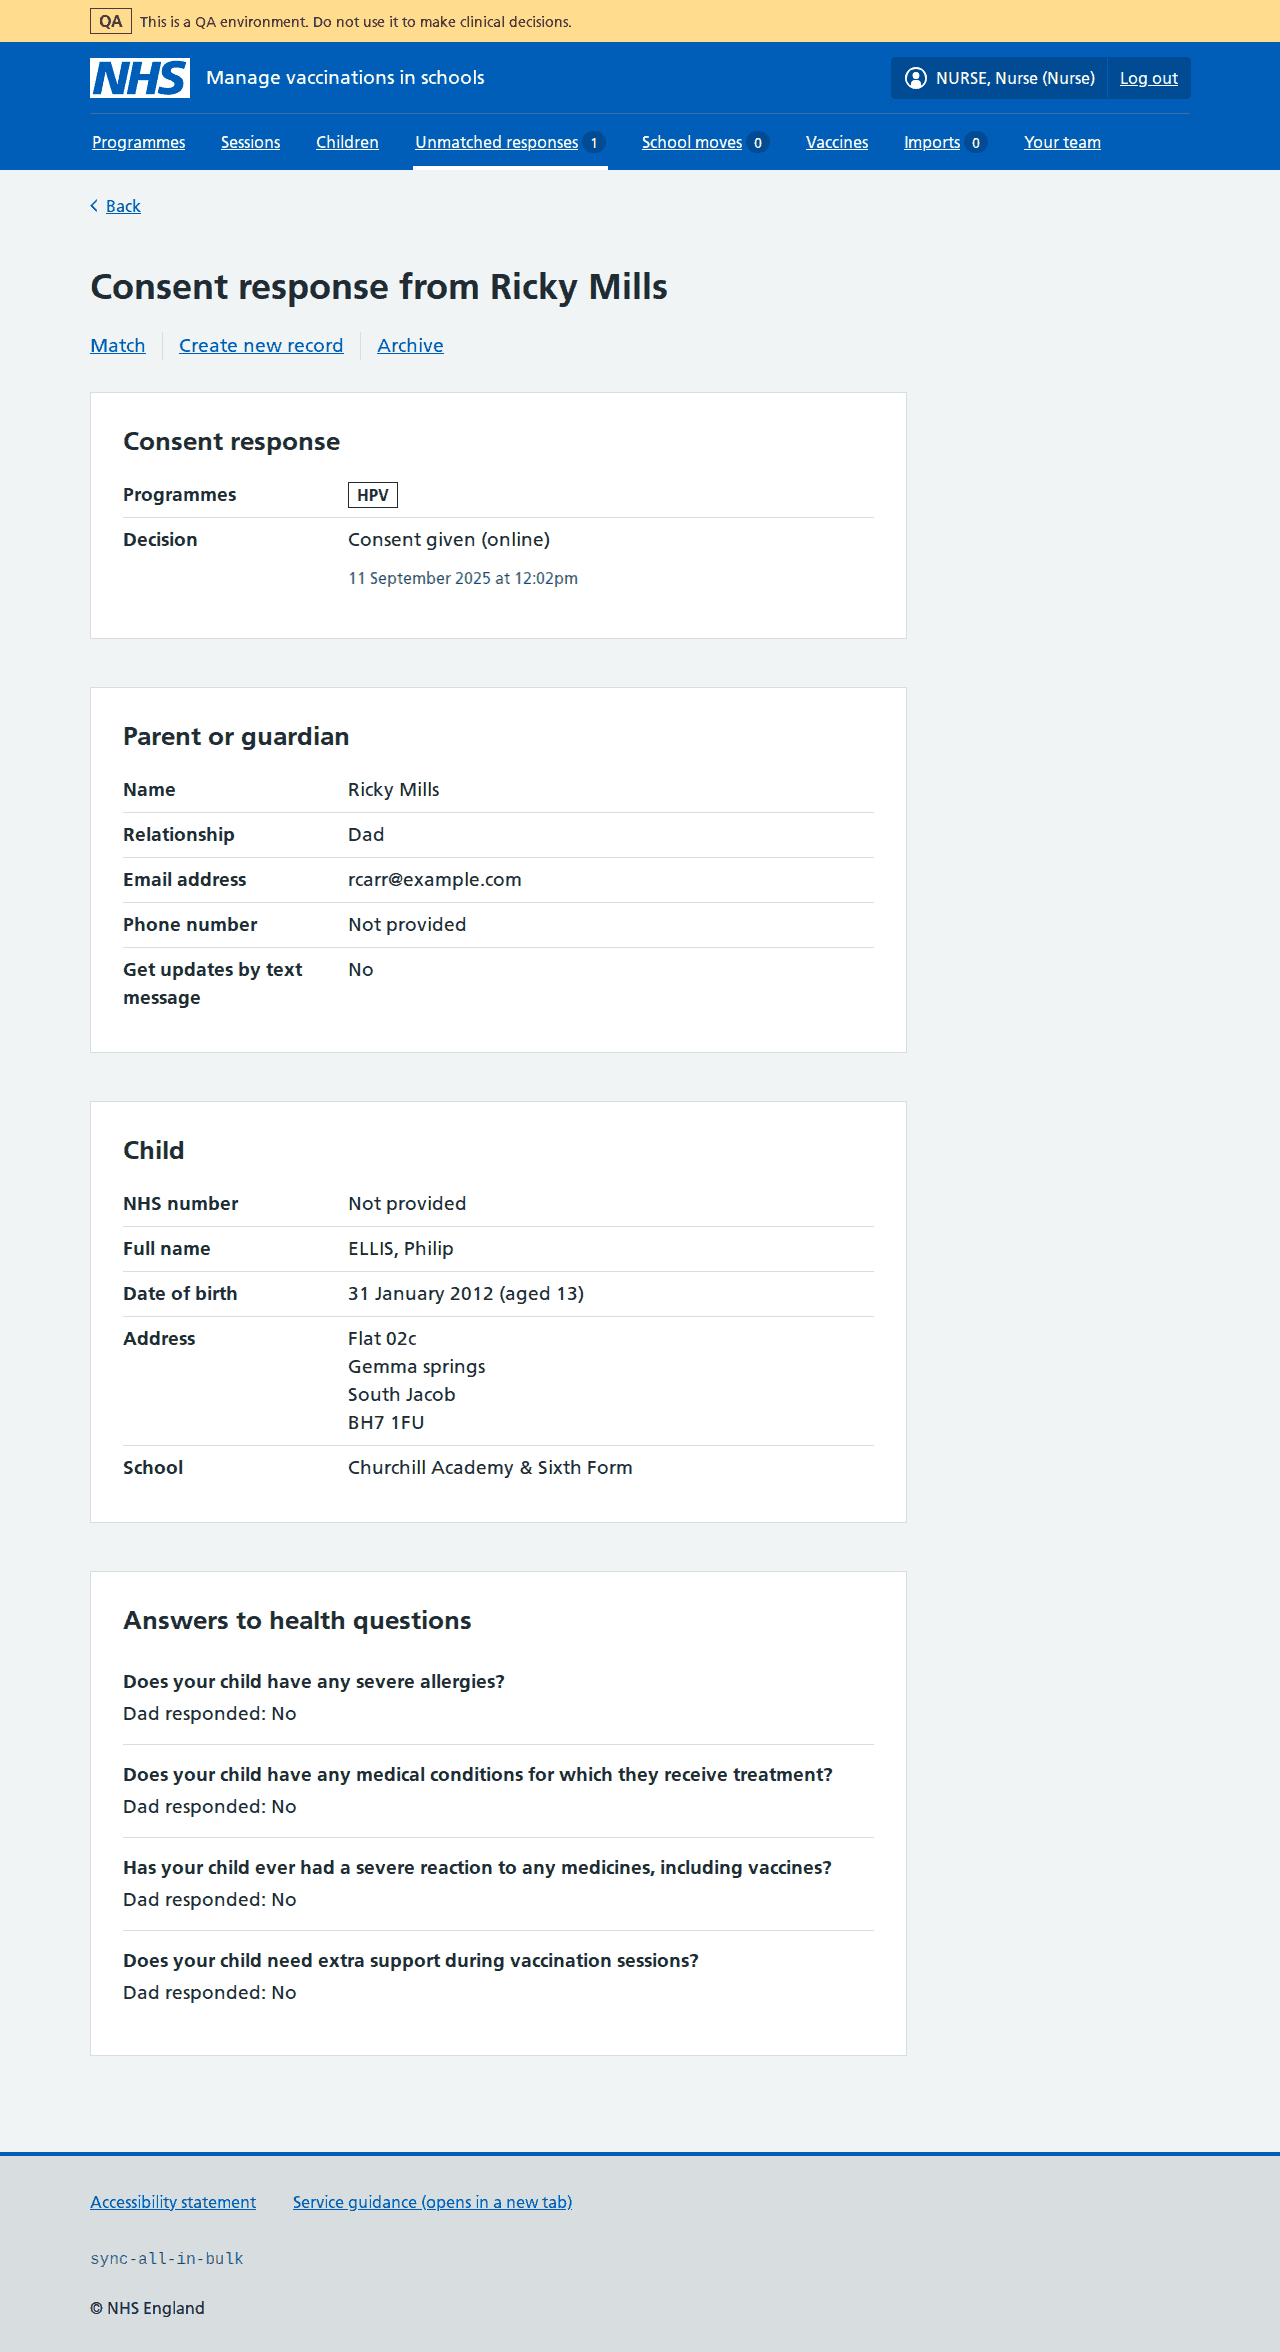 QA This is a QA environment. Do not use it to make clinical decisions.
NHS Manage vaccinations in schools NURSE, Nurse (Nurse) Log out
Programmes Sessions Children Unmatched responses 1 School moves 0 Vaccines Imports 0 Your team
Back
Consent response from Ricky Mills
Match Create new record Archive
Consent response
Programmes HPV
Decision Consent given (online)
11 September 2025 at 12:02pm
Parent or guardian
Name Ricky Mills
Relationship Dad
Email address rcarr@example.com
Phone number Not provided
Get updates by text No
message
Child
NHS number Not provided
Full name ELLIS, Philip
Date of birth 31 January 2012 (aged 13)
Address Flat 02c
Gemma springs
South Jacob
BH7 1FU
School Churchill Academy & Sixth Form
Answers to health questions
Does your child have any severe allergies?
Dad responded: No
Does your child have any medical conditions for which they receive treatment?
Dad responded: No
Has your child ever had a severe reaction to any medicines, including vaccines?
Dad responded: No
Does your child need extra support during vaccination sessions?
Dad responded: No
Accessibility statement Service guidance (opens in a new tab)
sync-all-in-bulk
© NHS England